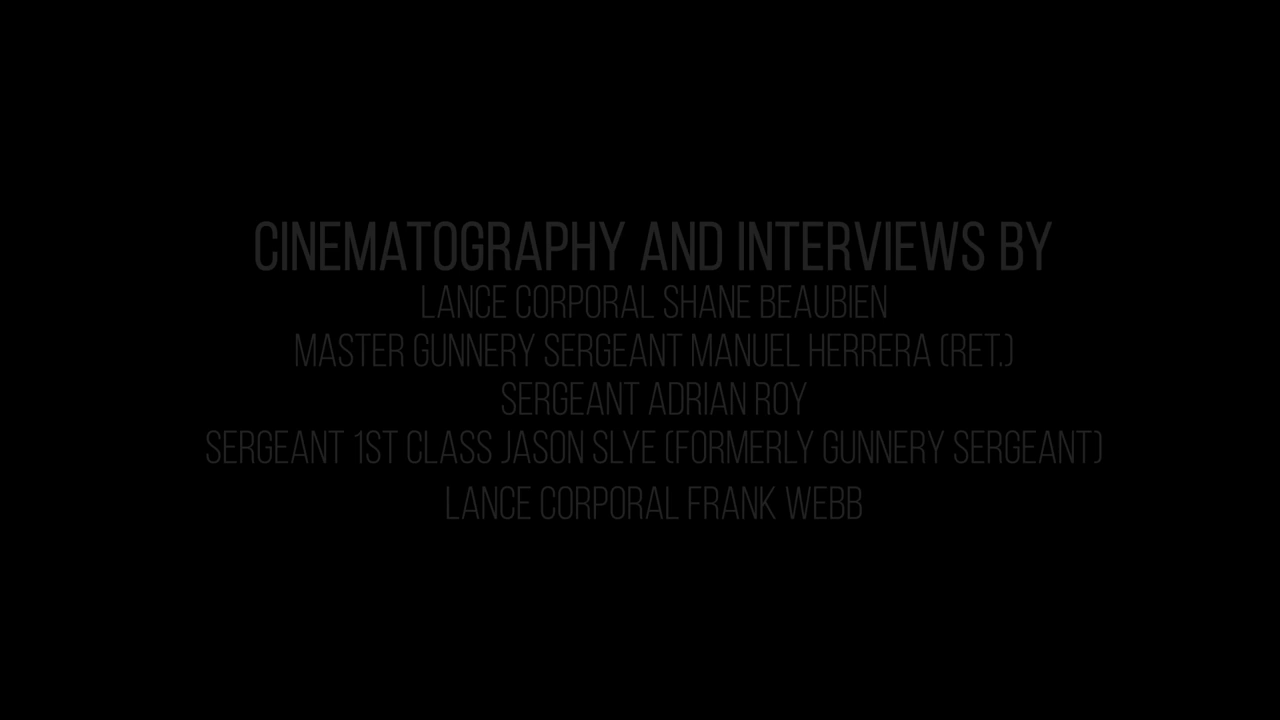 CINEMATOGRAPHY AND INTERVIEWS BY
LANCE CORPORAL SHANE BEAUBIEN
MASTER GUNNERY SERGEANT MANUEL HERRERA (RET.)
SERGEANT ADRIAN ROY
SERGEANT 1ST CLASS JASON SLYE (FORMERLY GUNNERY SERGEANT)
LANCE CORPORAL FRANK WEBB